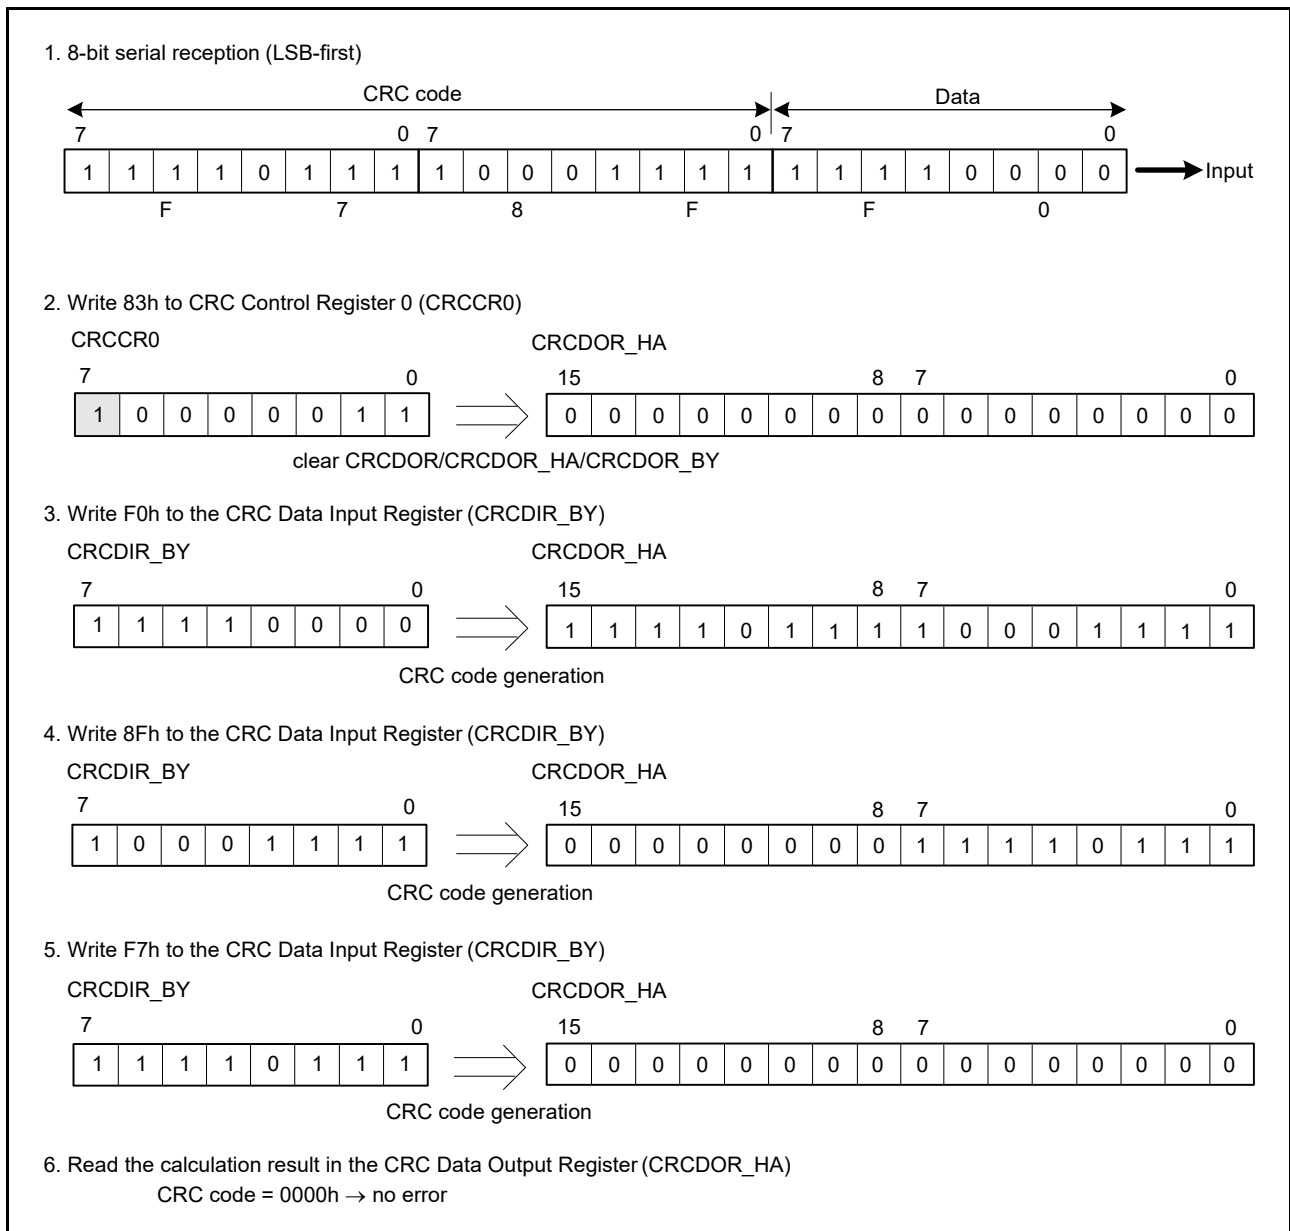 1. 8-bit serial reception (LSB-first)
CRC code Data
7 0 7 0 7 0
1 1 1 1 0 1 1 1 1 0 0 0 1 1 1 1 1 1 1 1 0 0 0 0 Input
F 7 8 F F 0
2. Write 83h to CRC Control Register 0 (CRCCR0)
CRCCR0 CRCDOR_HA
7 0 15 8 7 0
1 0 0 0 0 0 1 1 0 0 0 0 0 0 0 0 0 0 0 0 0 0 0 0
clear CRCDOR/CRCDOR_HA/CRCDOR_BY
3. Write F0h to the CRC Data Input Register (CRCDIR_BY)
CRCDIR_BY CRCDOR_HA
7 0 15 8 7 0
1 1 1 1 0 0 0 0 1 1 1 1 0 1 1 1 1 0 0 0 1 1 1 1
CRC code generation
4. Write 8Fh to the CRC Data Input Register (CRCDIR_BY)
CRCDIR_BY CRCDOR_HA
7 0 15 8 7 0
1 0 0 0 1 1 1 1 0 0 0 0 0 0 0 0 1 1 1 1 0 1 1 1
CRC code generation
5. Write F7h to the CRC Data Input Register (CRCDIR_BY)
CRCDIR_BY CRCDOR_HA
7 0 15 8 7 0
1 1 1 1 0 1 1 1 0 0 0 0 0 0 0 0 0 0 0 0 0 0 0 0
CRC code generation
6. Read the calculation result in the CRC Data Output Register (CRCDOR_HA)
CRC code = 0000h → no error